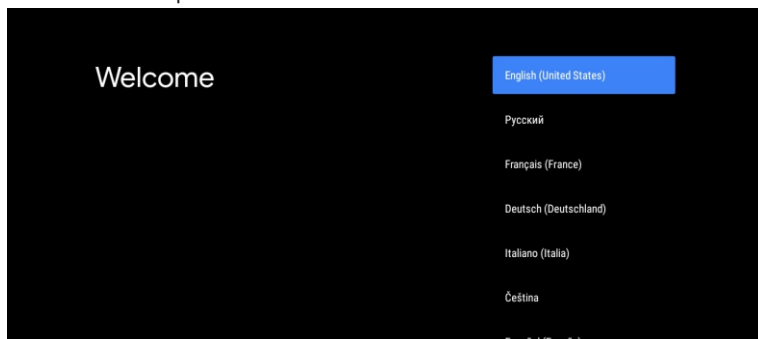 Welcome
English (United States)
Русский
Français (France)
Deutsch (Deutschland)
Italiano (Italia)
Čeština